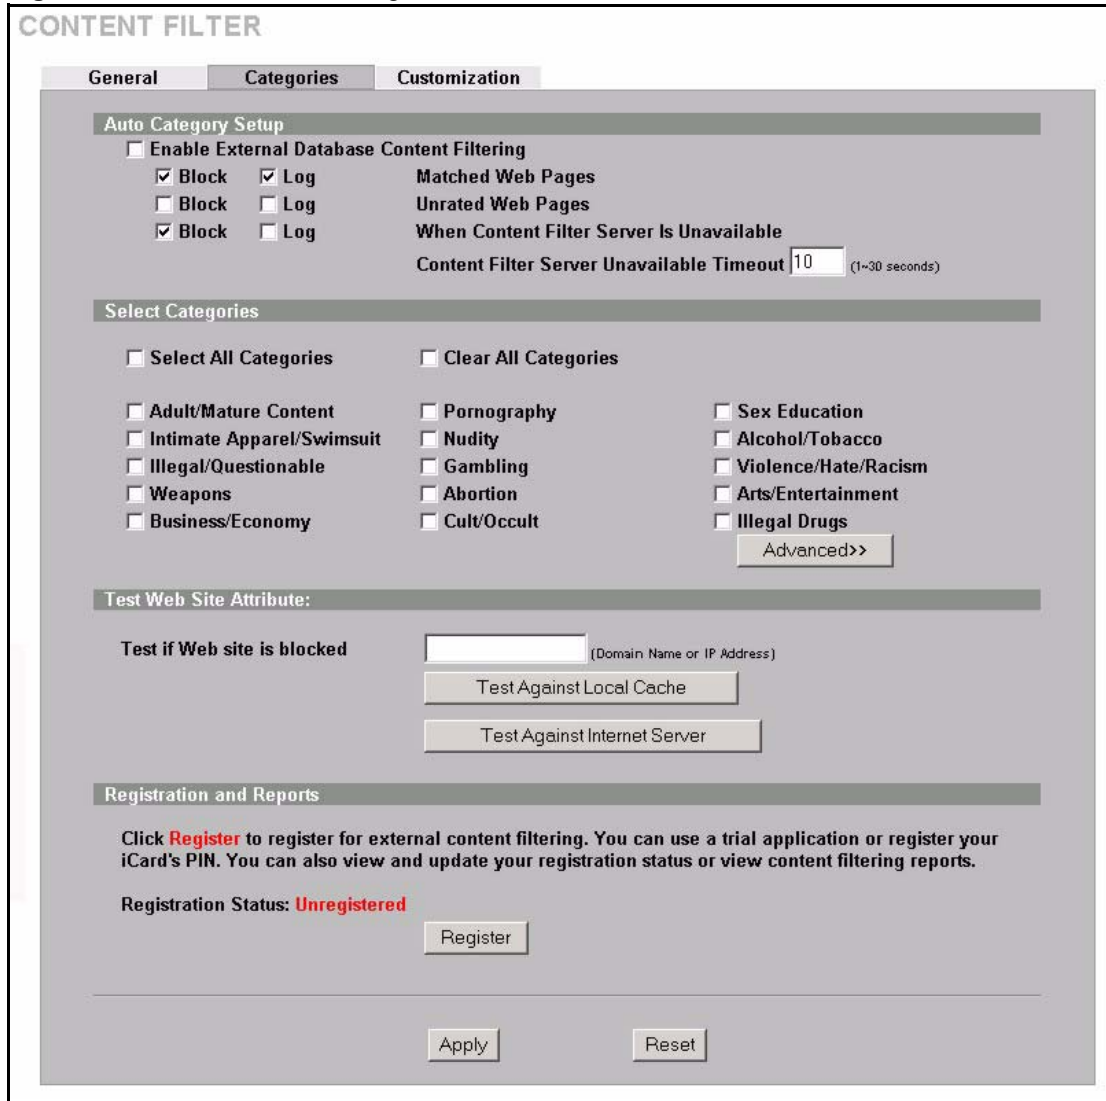 CONTENT FILTER
General Categories Customization
Auto Category Setup
Enable External Database Content Filtering
Block Log Matched Web Pages
Block Log Unrated Web Pages
Block Log When Content Filter Server Is Unavailable
Content Filter Server Unavailable Timeout 10 (1~30 seconds)
Select Categories
Select All Categories Clear All Categories
Adult/Mature Content Pornography Sex Education
Intimate Apparel/Swimsuit Nudity Alcohol/Tobacco
Illegal/Questionable Gambling Violence/Hate/Racism
Weapons Abortion Arts/Entertainment
Business/Economy Cult/Occult Illegal Drugs
Advanced>>
Test Web Site Attribute:
Test if Web site is blocked (Domain Name or IP Address)
Test Against Local Cache
Test Against Internet Server
Registration and Reports
Click Register to register for external content filtering. You can use a trial application or register your
iCard's PIN. You can also view and update your registration status or view content filtering reports.
Registration Status: Unregistered
Register
Apply Reset